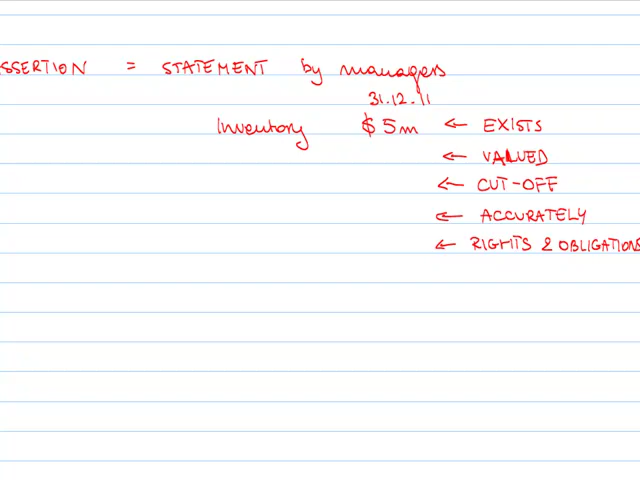 SSERTION = STATEMENT by managers
31.12.11
Inventory $5m ← EXISTS
← VALUED
← CUT-OFF
← ACCURATELY
← RIGHTS & OBLIGATIONS